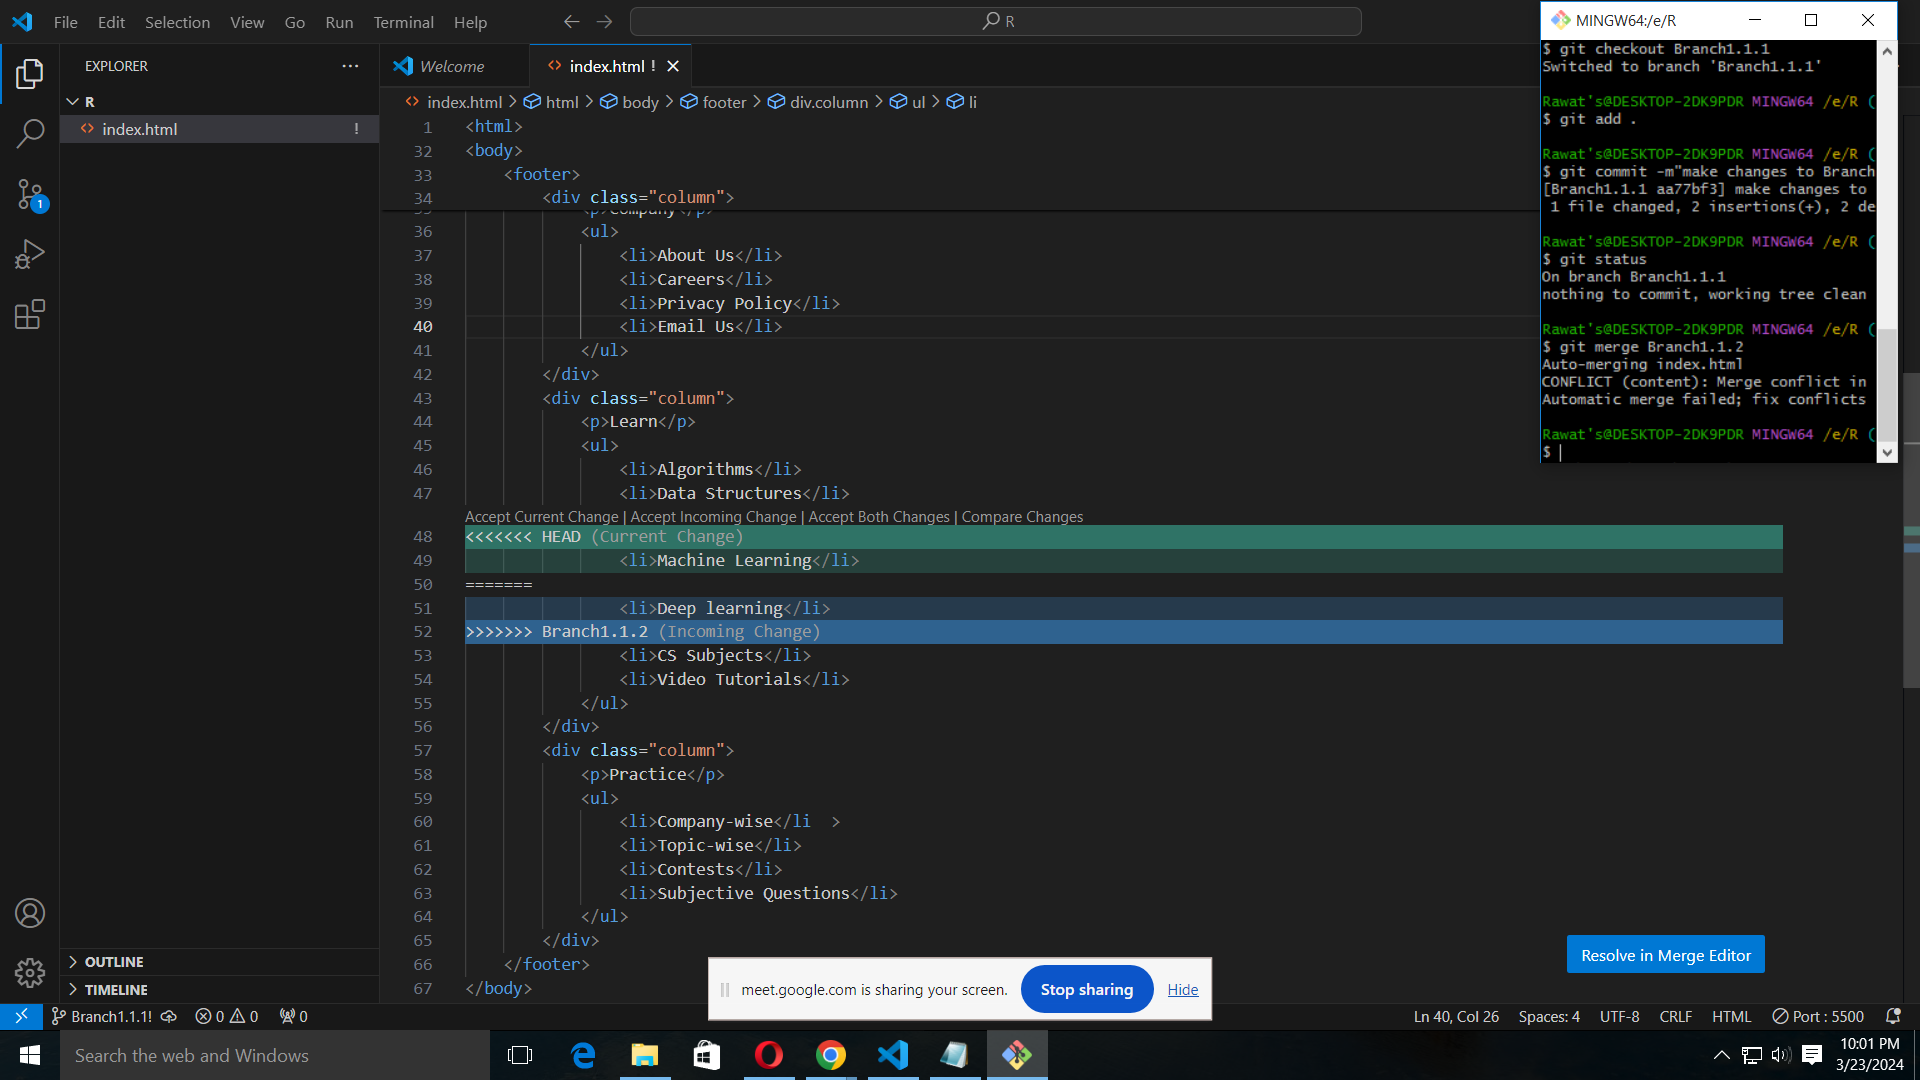 File Edit Selection View Go Run Terminal Help
R
EXPLORER
R
index.html !
OUTLINE
TIMELINE
Welcome
index.html !
index.html > html > body > footer > div.column > ul > li
1 <html>
32 <body>
33 <footer>
34 <div class="column">
35 <p>Company</p>
36 <ul>
37 <li>About Us</li>
38 <li>Careers</li>
39 <li>Privacy Policy</li>
40 <li>Email Us</li>
41 </ul>
42 </div>
43 <div class="column">
44 <p>Learn</p>
45 <ul>
46 <li>Algorithms</li>
47 <li>Data Structures</li>
Accept Current Change | Accept Incoming Change | Accept Both Changes | Compare Changes
48 <<<<<<< HEAD (Current Change)
49 <li>Machine Learning</li>
50 =======
51 <li>Deep learning</li>
52 >>>>>>> Branch1.1.2 (Incoming Change)
53 <li>CS Subjects</li>
54 <li>Video Tutorials</li>
55 </ul>
56 </div>
57 <div class="column">
58 <p>Practice</p>
59 <ul>
60 <li>Company-wise</li >
61 <li>Topic-wise</li>
62 <li>Contests</li>
63 <li>Subjective Questions</li>
64 </ul>
65 </div>
66 </footer>
67 </body>
MINGW64:/e/R
$ git checkout Branch1.1.1
Switched to branch 'Branch1.1.1'
Rawat's@DESKTOP-2DK9PDR MINGW64 /e/R (
$ git add .
Rawat's@DESKTOP-2DK9PDR MINGW64 /e/R (
$ git commit -m"make changes to Branch
[Branch1.1.1 aa77bf3] make changes to
1 file changed, 2 insertions(+), 2 de
Rawat's@DESKTOP-2DK9PDR MINGW64 /e/R (
$ git status
On branch Branch1.1.1
nothing to commit, working tree clean
Rawat's@DESKTOP-2DK9PDR MINGW64 /e/R (
$ git merge Branch1.1.2
Auto-merging index.html
CONFLICT (content): Merge conflict in
Automatic merge failed; fix conflicts
Rawat's@DESKTOP-2DK9PDR MINGW64 /e/R (
$
Resolve in Merge Editor
meet.google.com is sharing your screen. Stop sharing Hide
1
Branch1.1.1! 0 0 0
Ln 40, Col 26 Spaces: 4 UTF-8 CRLF HTML Port : 5500
Search the web and Windows
10:01 PM
3/23/2024